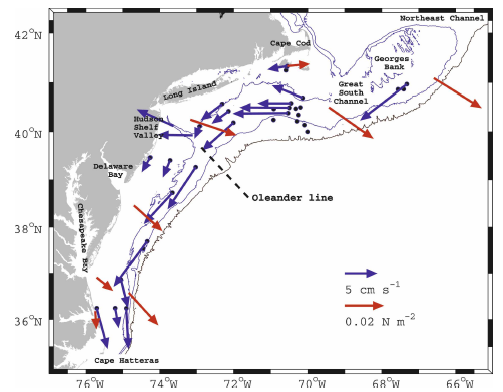 42°N
40°N
38°N
36°N
76°W
74°W
72°W
70°W
68°W
66°W
Northeast Channel
Cape Cod
Georges
Bank
Great
South
Channel
Long Island
Hudson
Shelf
Valley
Delaware
Bay
Oleander line
Chesapeake Bay
5 cm s⁻¹
0.02 N m⁻²
Cape Hatteras